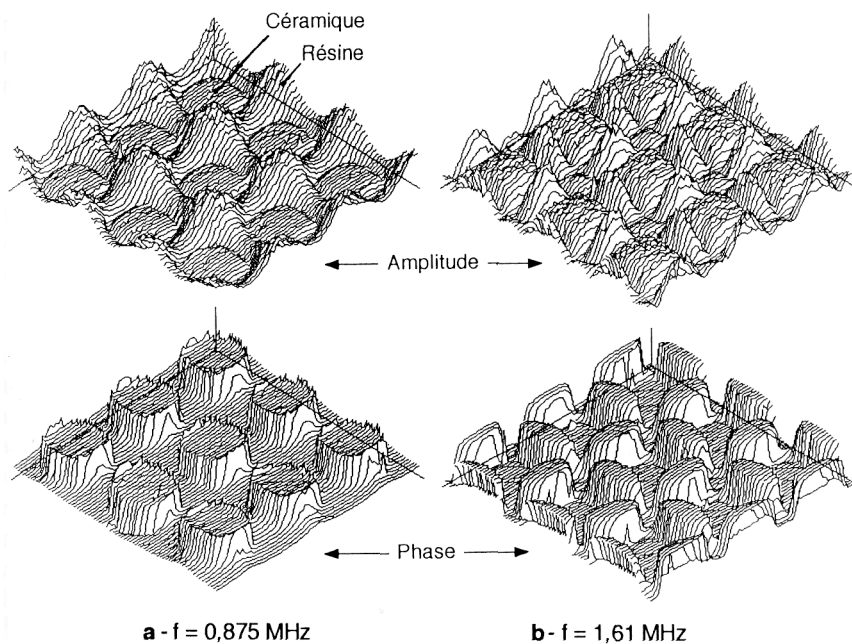 Céramique
Résine
Amplitude
Phase
a - f = 0,875 MHz
b - f = 1,61 MHz